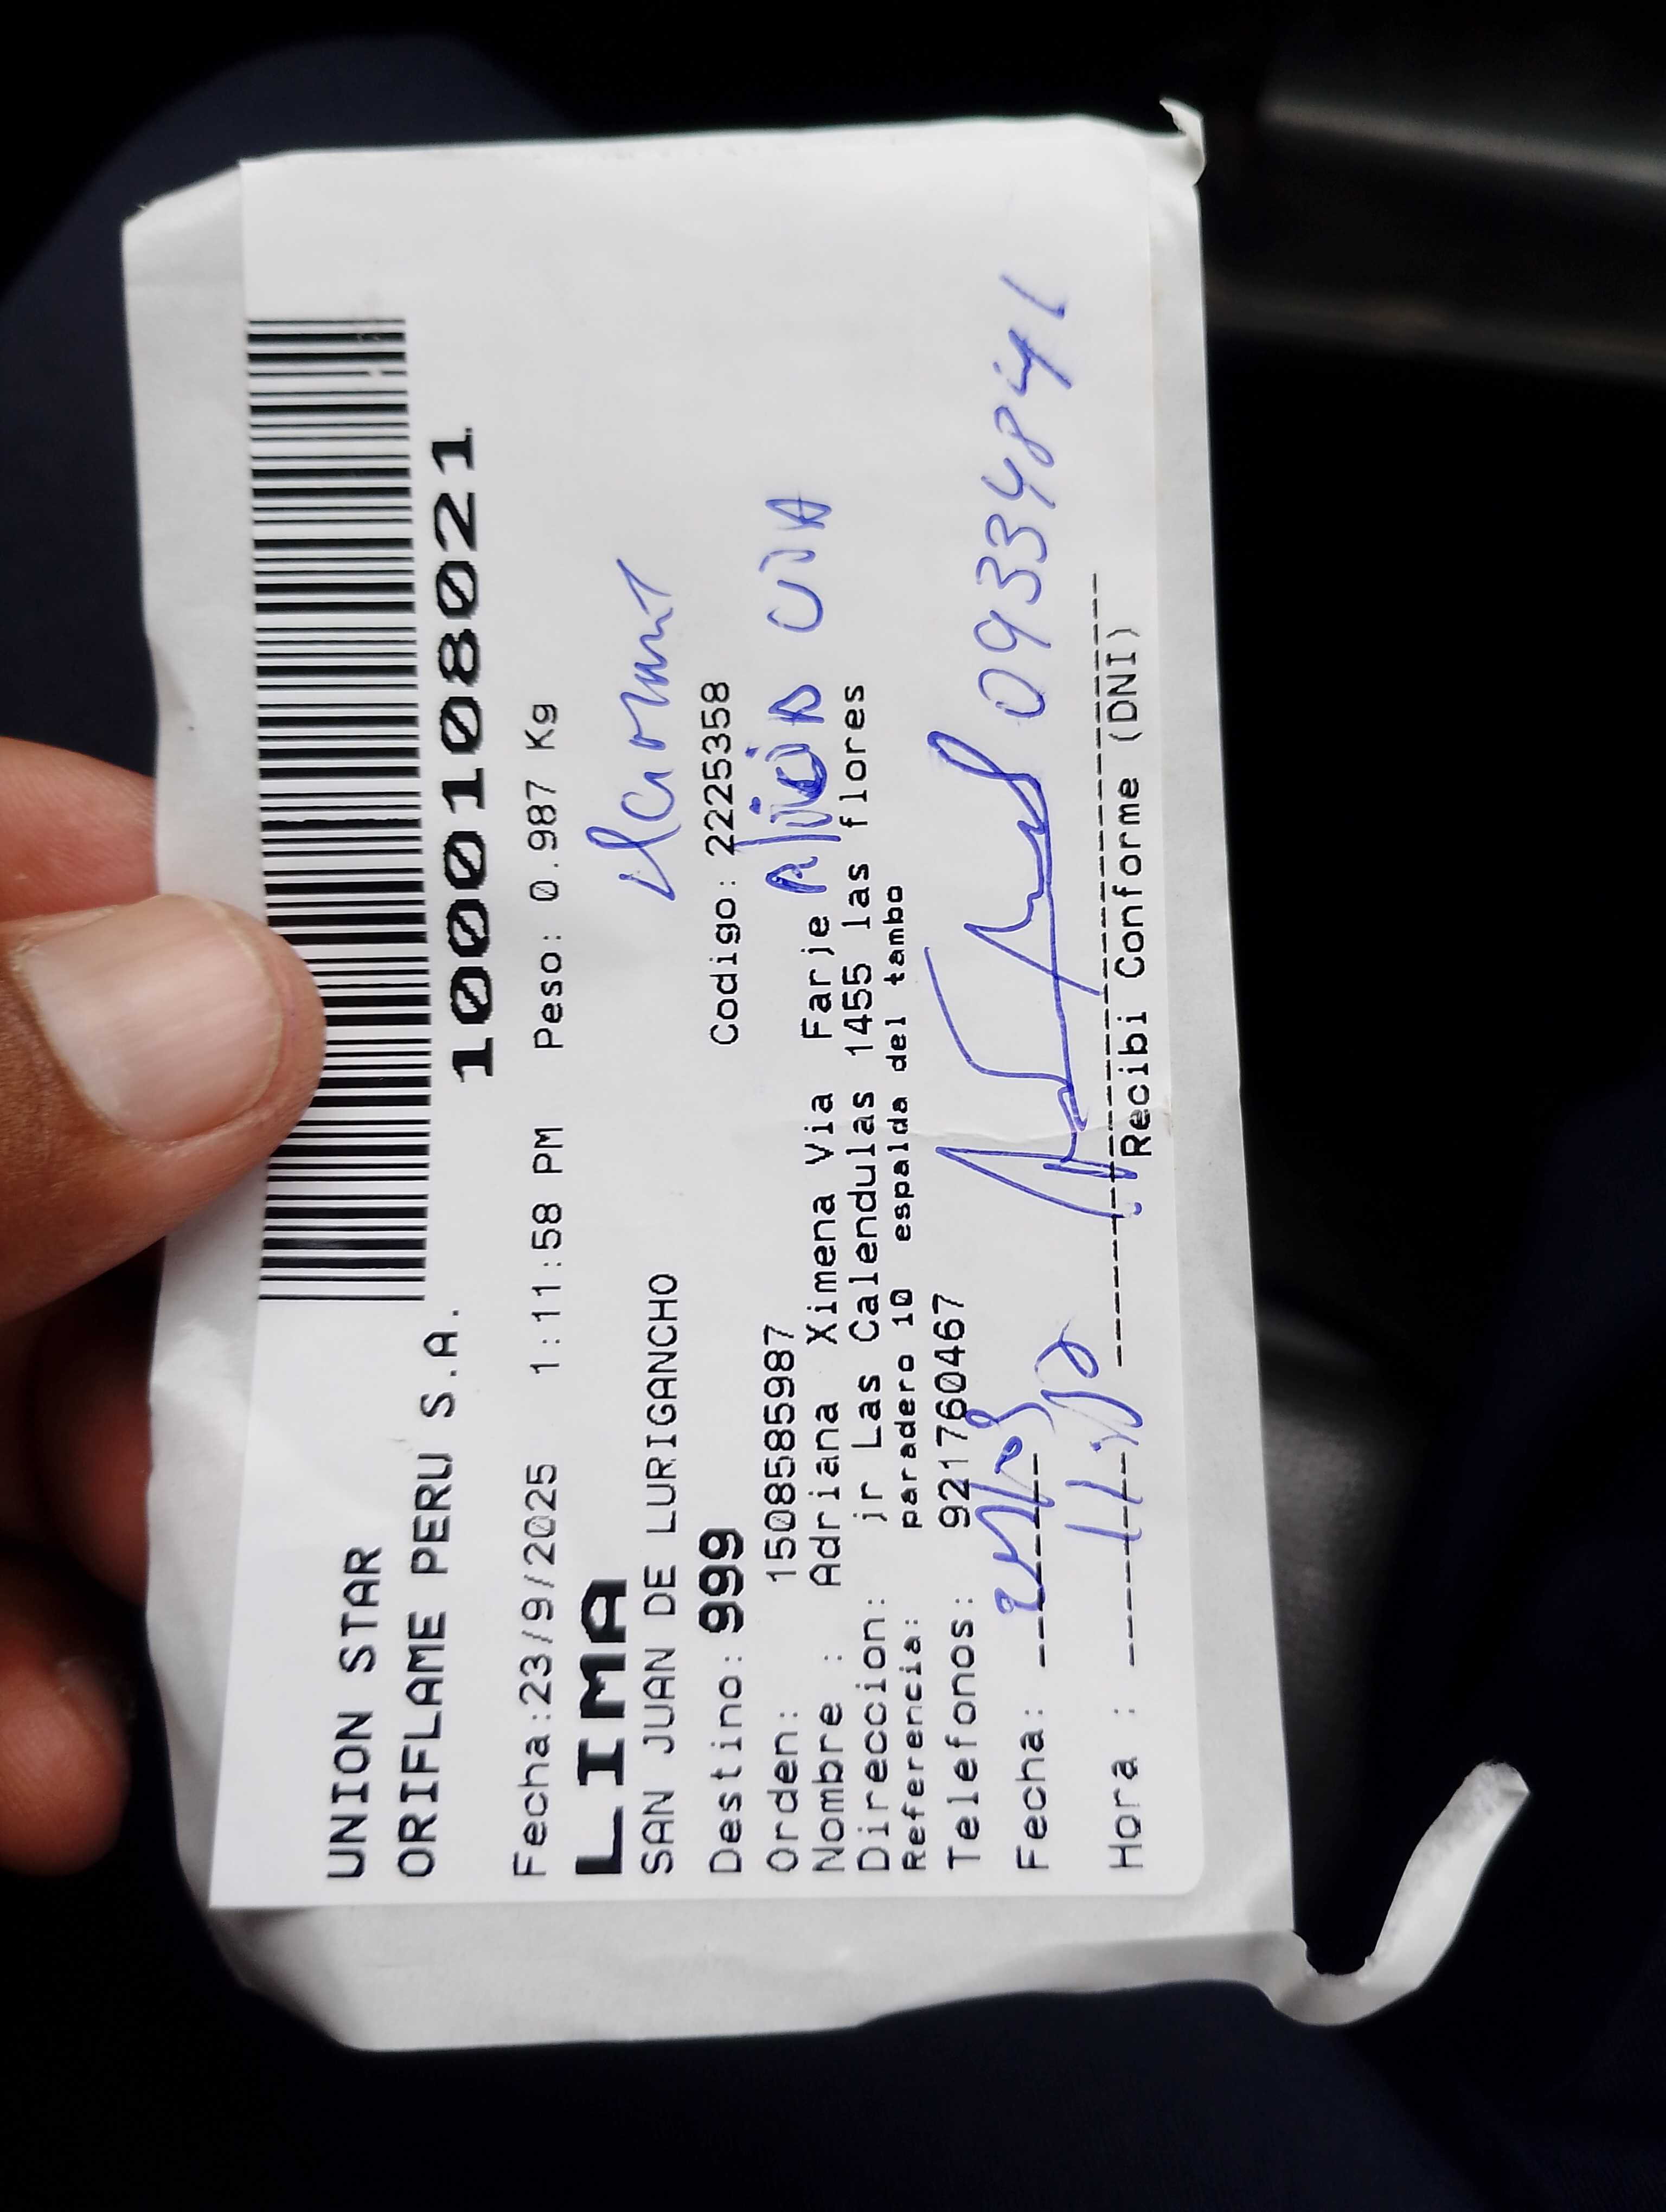 UNION STAR
ORIFLAME PERU S.A.
1000108021
Fecha:23/9/2025 1:11:58 PM Peso: 0.987 Kg
LIMA
SAN JUAN DE LURIGANCHO
Destino: 999 Codigo: 2225358
Orden: 1508585987
Nombre : Adriana Ximena Via Farje
Direccion: jr Las Calendulas 1455 las flores
Referencia: paradero 10 espalda del tambo
Telefonos: 921760467
Fecha:
Hora :
Recibi Conforme (DNI)